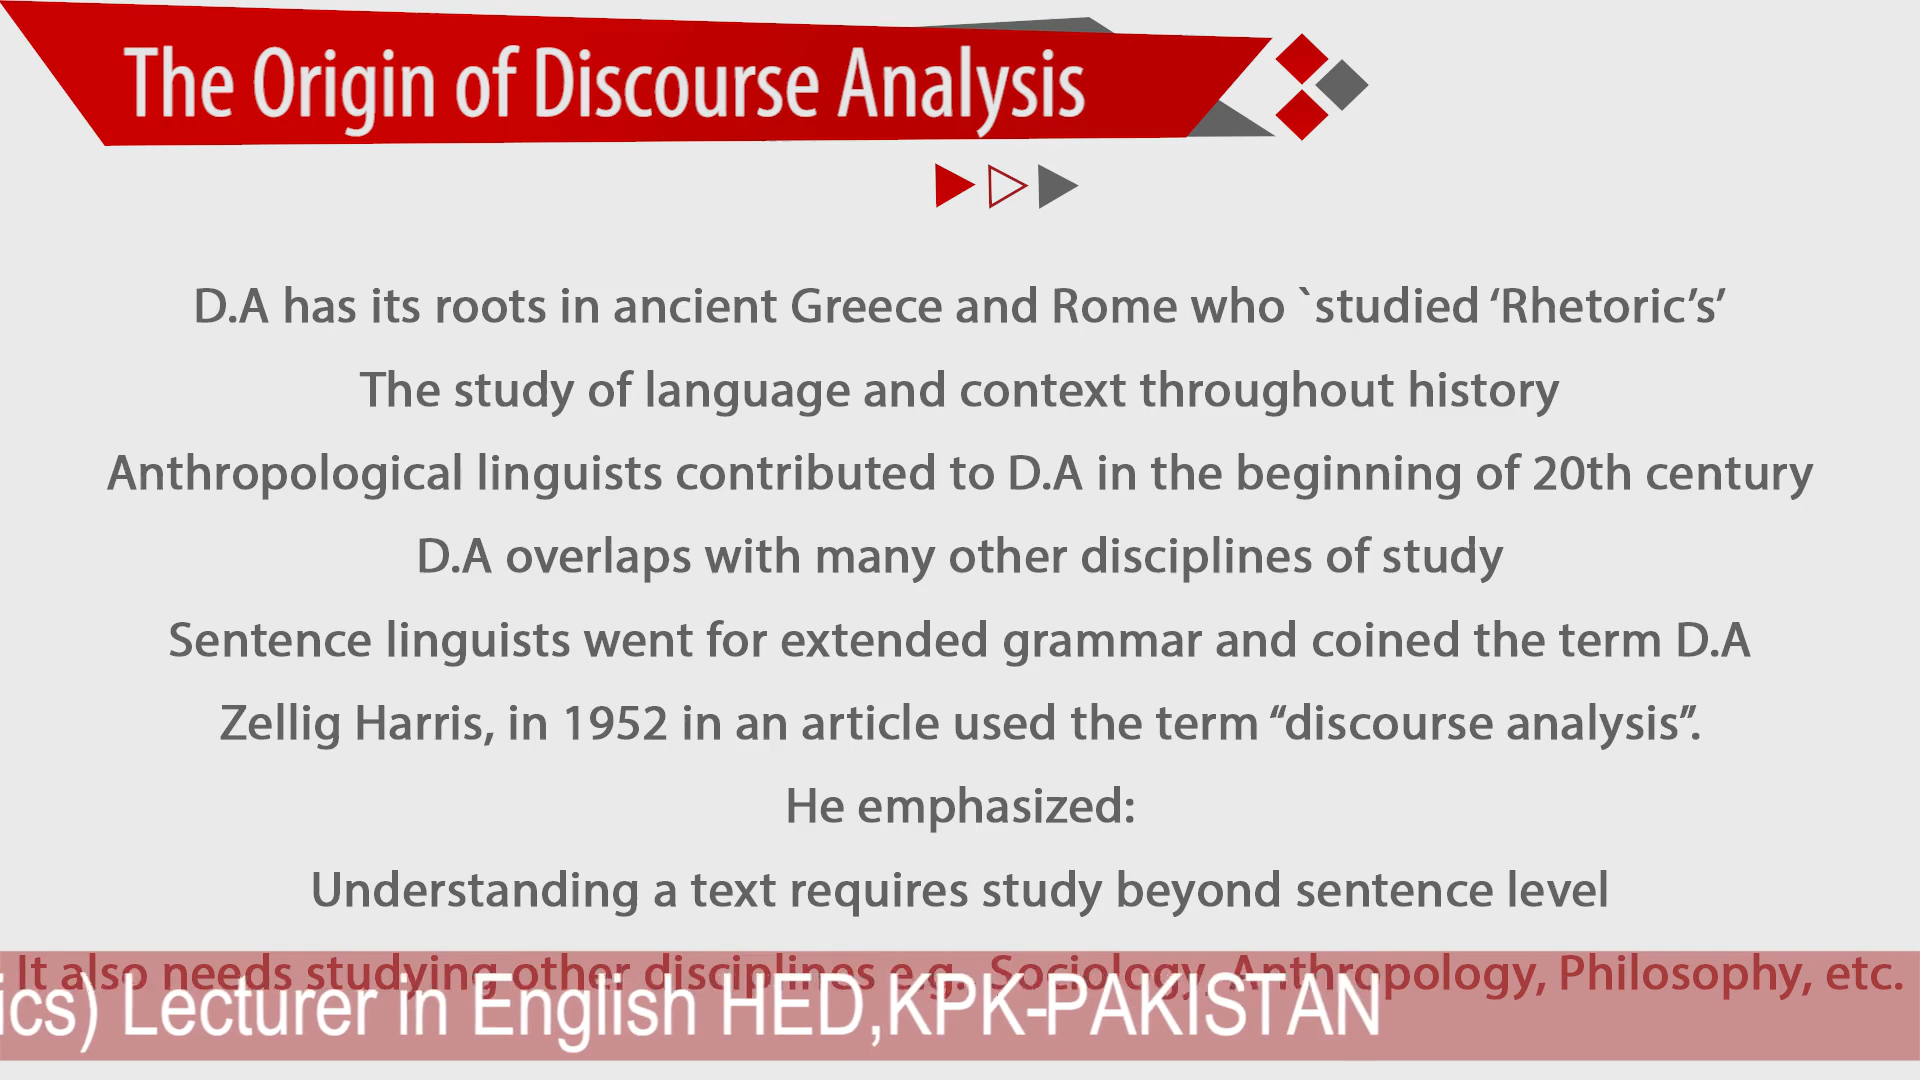 The Origin of Discourse Analysis
D.A has its roots in ancient Greece and Rome who `studied ‘Rhetoric’s’
The study of language and context throughout history
Anthropological linguists contributed to D.A in the beginning of 20th century
D.A overlaps with many other disciplines of study
Sentence linguists went for extended grammar and coined the term D.A
Zellig Harris, in 1952 in an article used the term “discourse analysis”.
He emphasized:
Understanding a text requires study beyond sentence level
It also needs studying other disciplines e.g. Sociology, Anthropology, Philosophy, etc.
ics) Lecturer in English HED,KPK-PAKISTAN